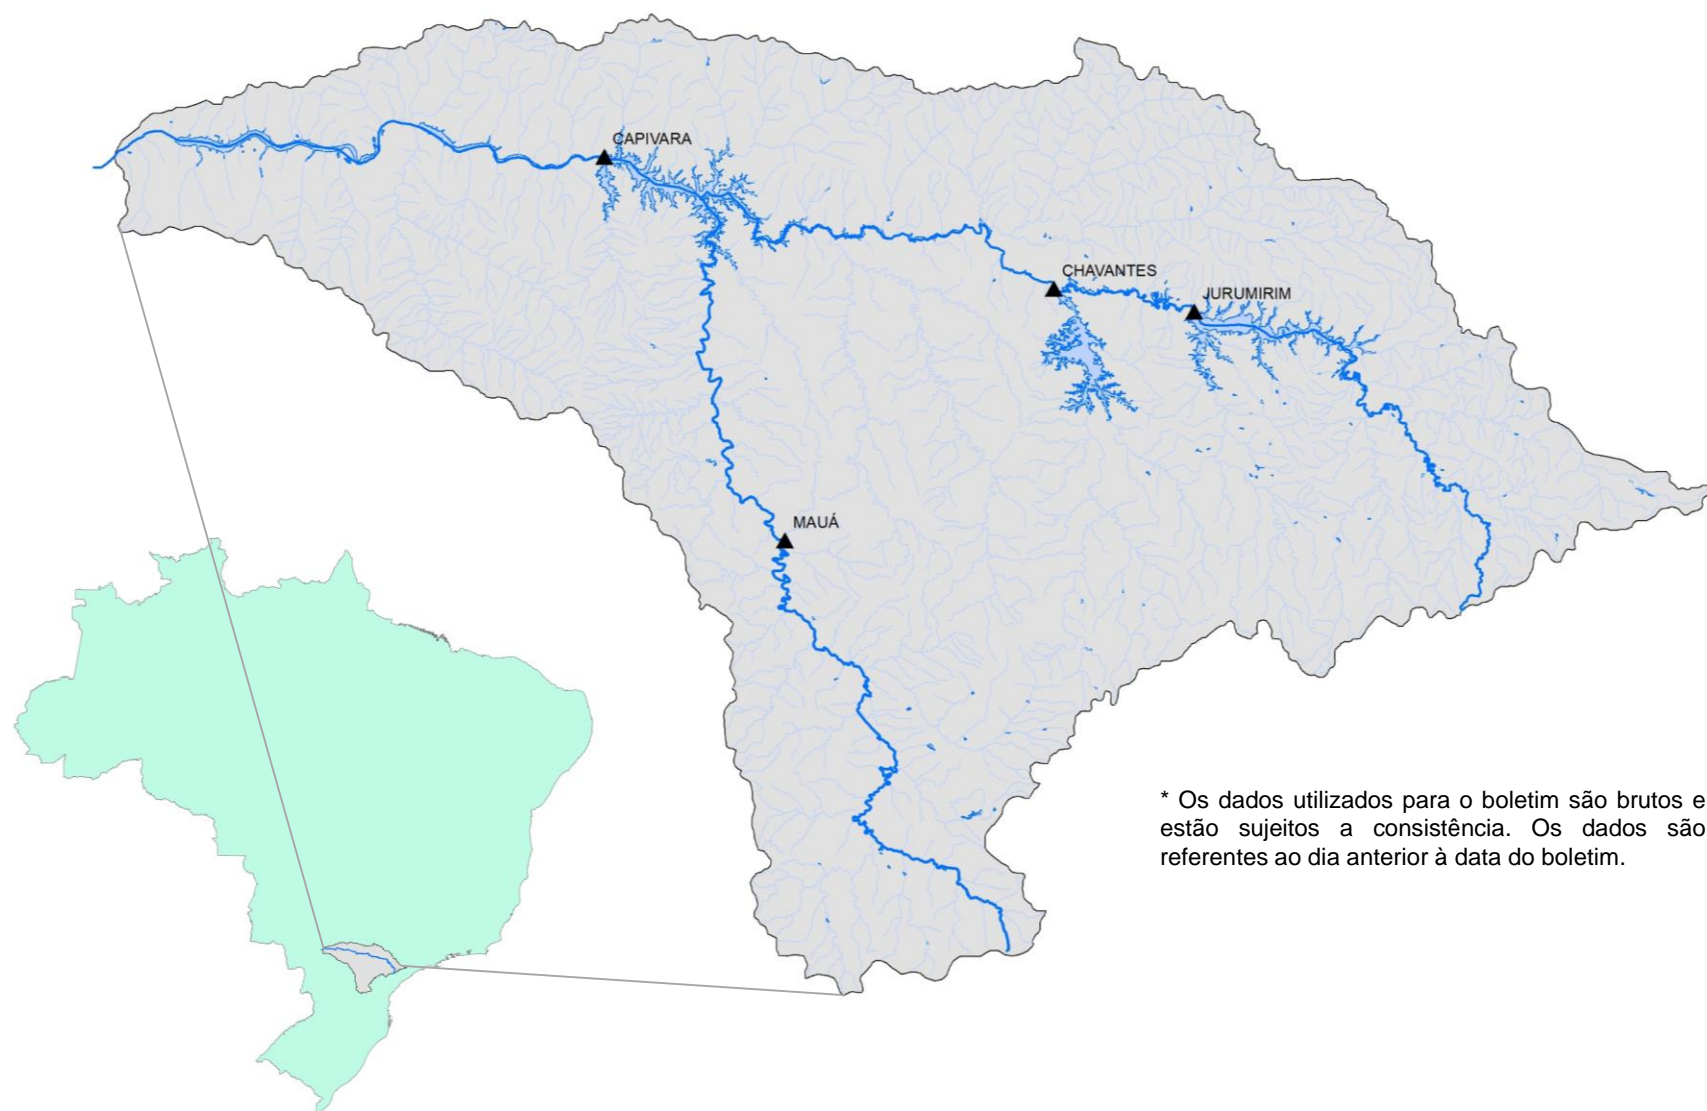 CAPIVARA
CHAVANTES
JURUMIRIM
MAUÁ
* Os dados utilizados para o boletim são brutos e
estão sujeitos a consistência. Os dados são
referentes ao dia anterior à data do boletim.